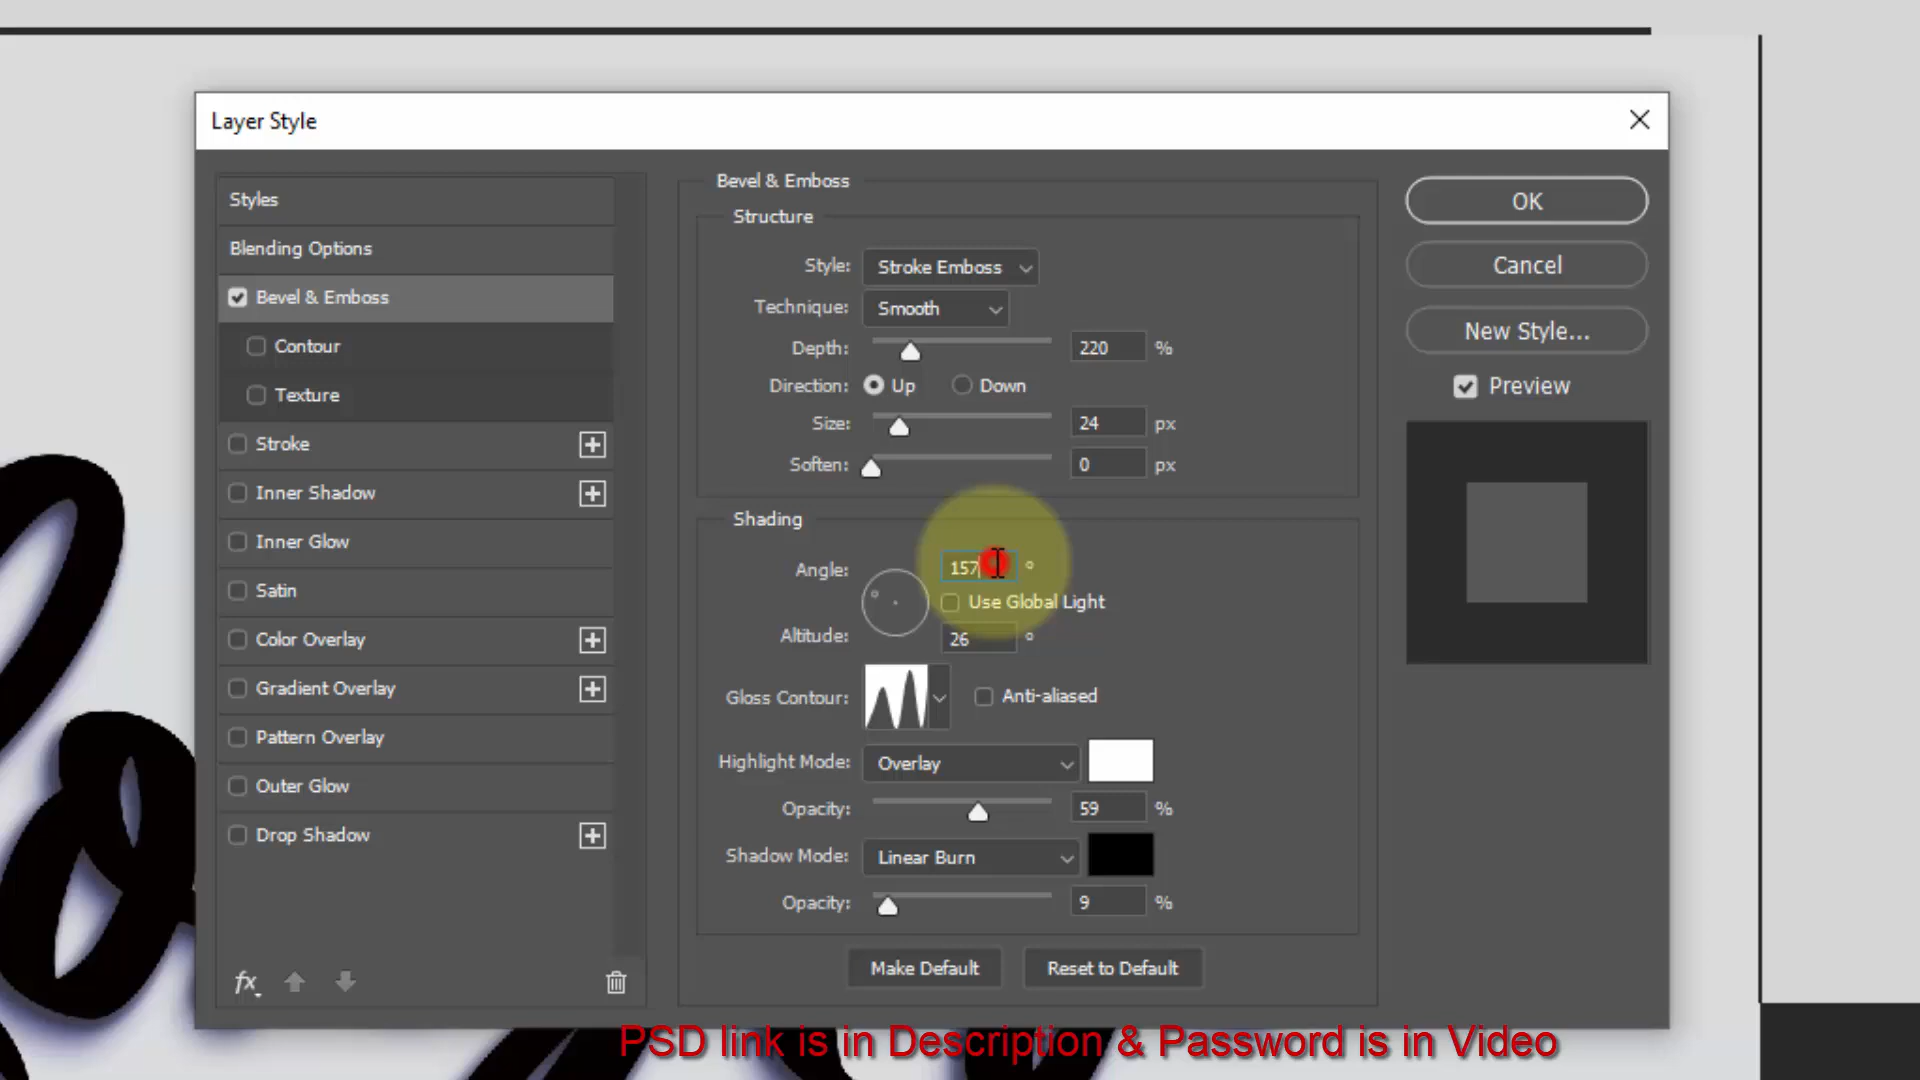 Layer Style
Styles
Blending Options
Bevel & Emboss
Contour
Texture
Stroke
Inner Shadow
Inner Glow
Satin
Color Overlay
Gradient Overlay
Pattern Overlay
Outer Glow
Drop Shadow
fx
Bevel & Emboss
Structure
Style: Stroke Emboss
Technique: Smooth
Depth: 220 %
Direction: Up Down
Size: 24 px
Soften: 0 px
Shading
Angle: 157 °
Use Global Light
Altitude: 26 °
Gloss Contour: Anti-aliased
Highlight Mode: Overlay
Opacity: 59 %
Shadow Mode: Linear Burn
Opacity: 9 %
Make Default Reset to Default
OK
Cancel
New Style...
Preview
PSD link is in Description & Password is in Video